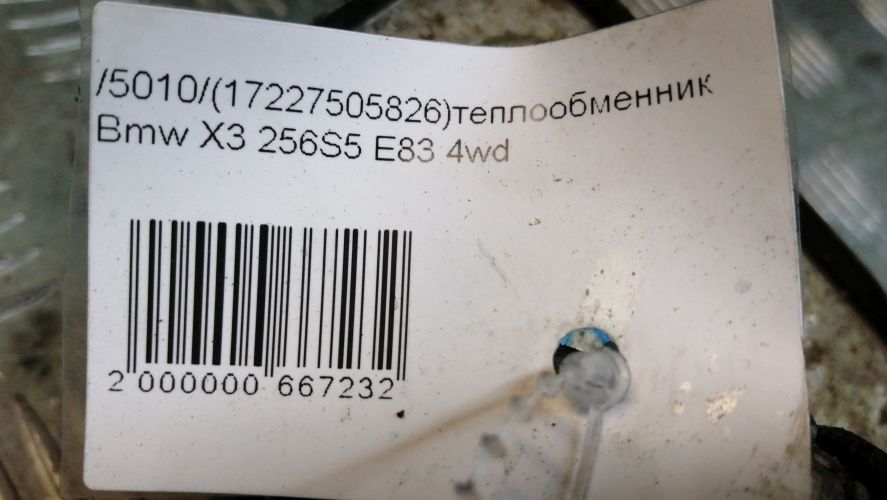 /5010/(17227505826)теплообменник
Bmw X3 256S5 E83 4wd
2 000000 667232